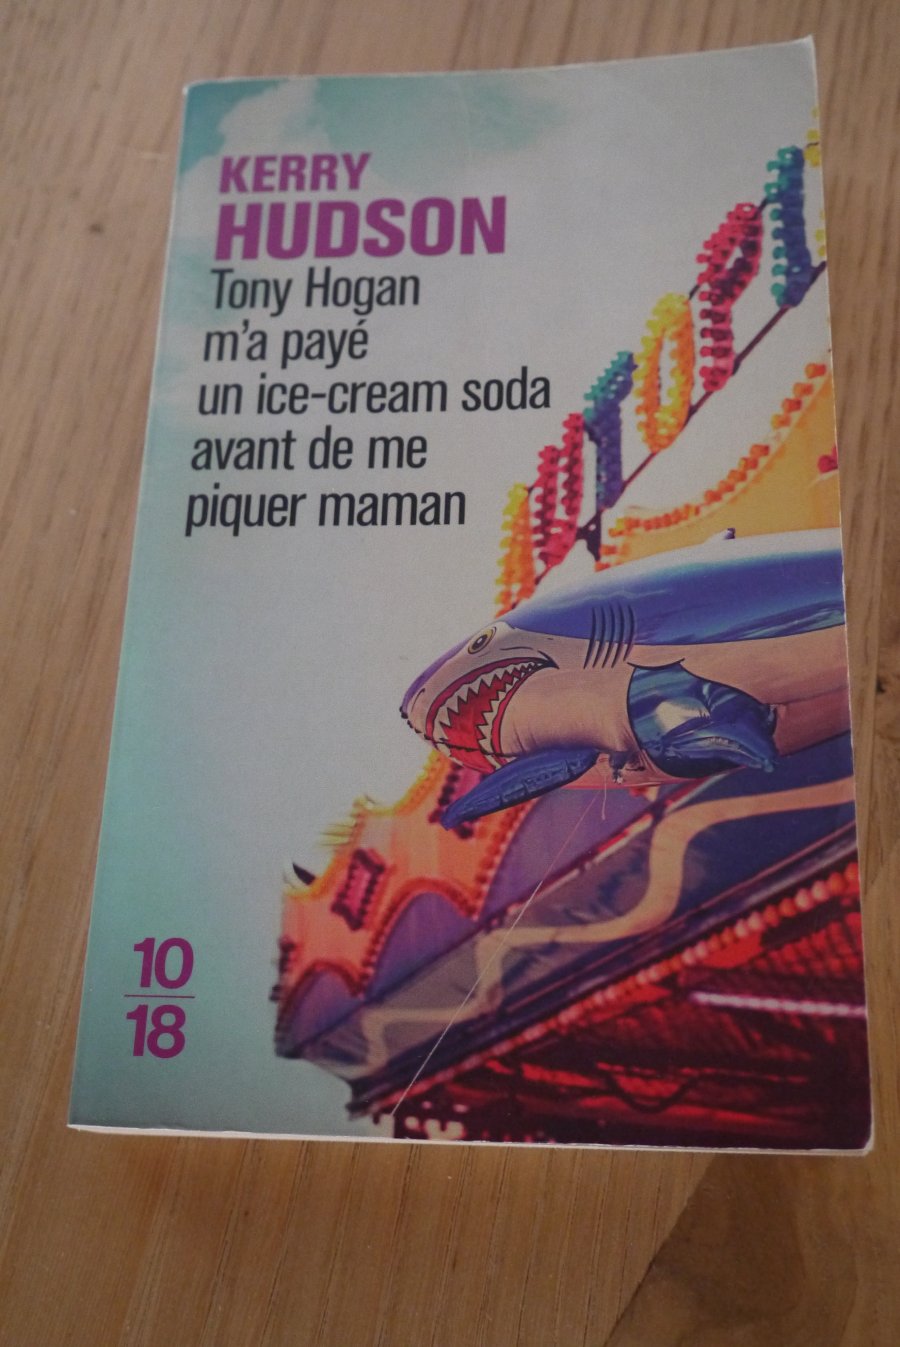 KERRY
HUDSON
Tony Hogan
m'a payé
un ice-cream soda
avant de me
piquer maman
10
18